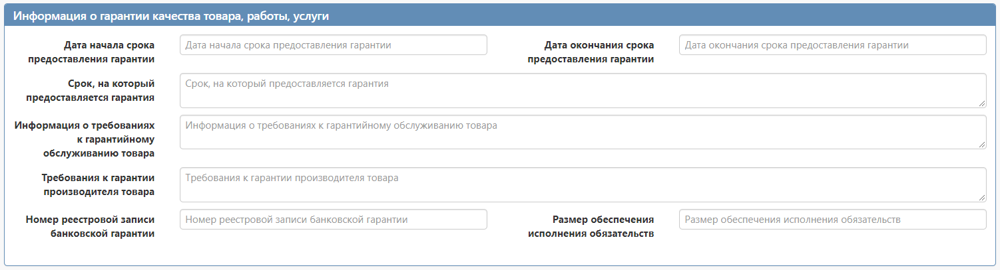 Информация о гарантии качества товара, работы, услуги
Дата начала срока
предоставления гарантии
Дата начала срока предоставления гарантии
Дата окончания срока
предоставления гарантии
Дата окончания срока предоставления гарантии
Срок, на который
предоставляется гарантия
Срок, на который предоставляется гарантия
Информация о требованиях
к гарантийному
обслуживанию товара
Информация о требованиях к гарантийному обслуживанию товара
Требования к гарантии
производителя товара
Требования к гарантии производителя товара
Номер реестровой записи
банковской гарантии
Номер реестровой записи банковской гарантии
Размер обеспечения
исполнения обязательств
Размер обеспечения исполнения обязательств